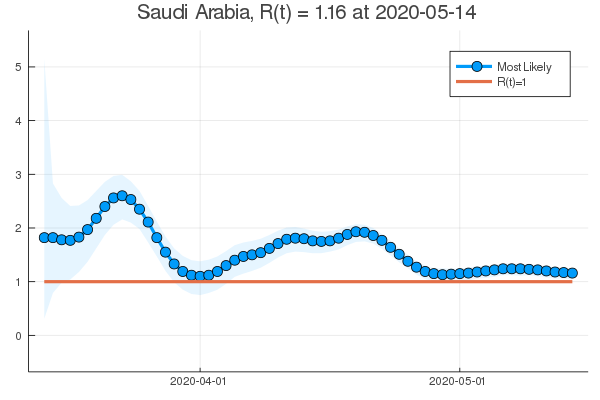 Saudi Arabia, R(t) = 1.16 at 2020-05-14
Most Likely
R(t)=1
5
4
3
2
1
0
2020-04-01
2020-05-01